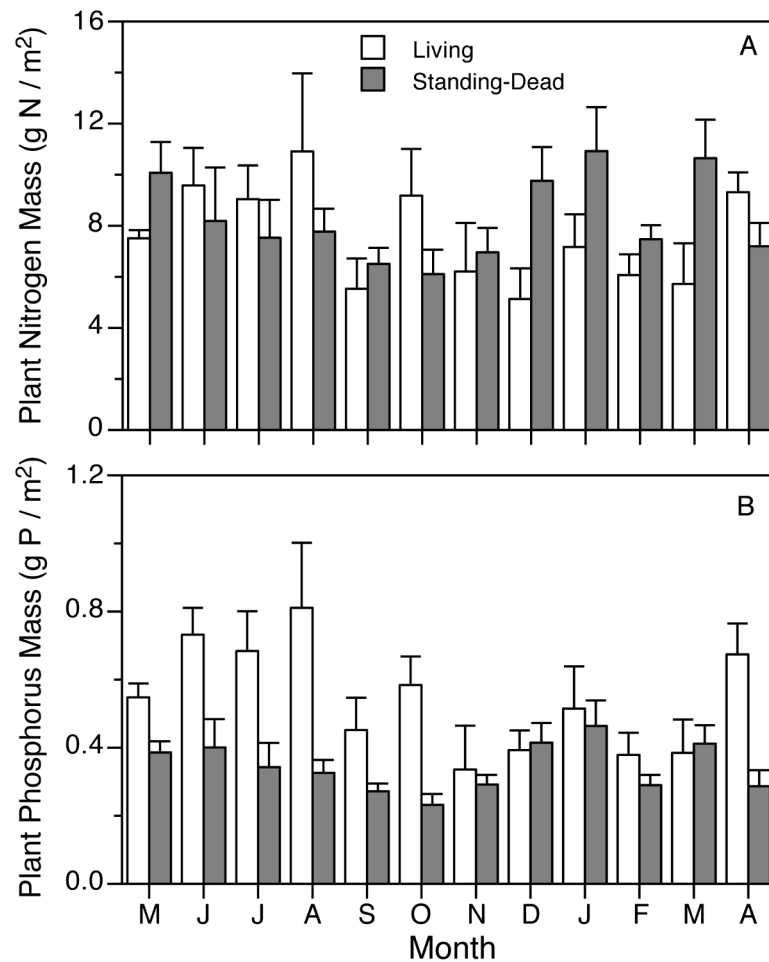 Plant Nitrogen Mass (g N / m²)
16
12
8
4
0
Living
Standing-Dead
A
Plant Phosphorus Mass (g P / m²)
1.2
0.8
0.4
0.0
B
M J J A S O N D J F M A
Month